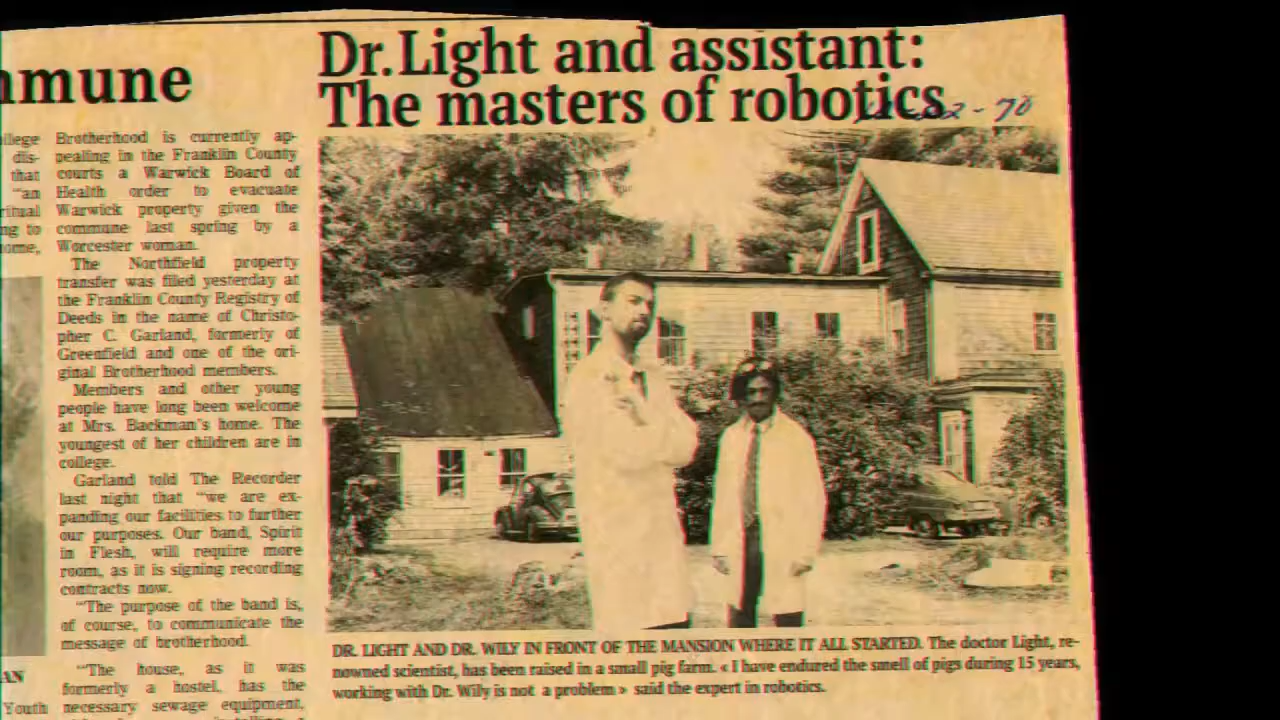 mmune
llege
dis-
that
"an
ritual
ng to
ome,
AN
Youth
Brotherhood is currently ap-
pealing in the Franklin County
courts a Warwick Board of
Health order to evacuate
Warwick property given the
commune last spring by a
Worcester woman.
The Northfield property
transfer was filed yesterday at
the Franklin County Registry of
Deeds in the name of Christo-
pher C. Garland, formerly of
Greenfield and one of the ori-
ginal Brotherhood members.
Members and other young
people have long been welcome
at Mrs. Backman's home. The
youngest of her children are in
college.
Garland told The Recorder
last night that "we are ex-
panding our facilities to further
our purposes. Our band, Spirit
in Flesh, will require more
room, as it is signing recording
contracts now.
"The purpose of the band is,
of course, to communicate the
message of brotherhood.
"The house, as it was
formerly a hostel, has the
necessary sewage equipment,
Dr. Light and assistant:
The masters of robotics
- 70
DR. LIGHT AND DR. WILY IN FRONT OF THE MANSION WHERE IT ALL STARTED. The doctor Light, re-
nowned scientist, has been raised in a small pig farm. « I have endured the smell of pigs during 15 years,
working with Dr. Wily is not a problem » said the expert in robotics.